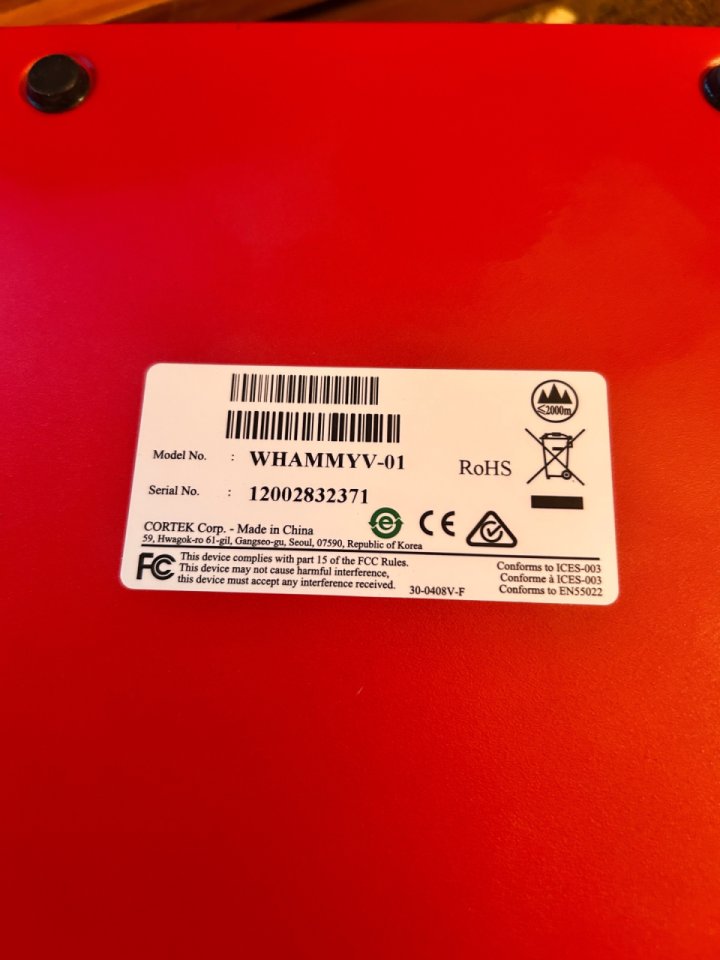 ≤2000m
Model No. : WHAMMYV-01
RoHS
Serial No. : 12002832371
CORTEK Corp. - Made in China
59, Hwagok-ro 61-gil, Gangseo-gu, Seoul, 07590, Republic of Korea
e
CE
FC
This device complies with part 15 of the FCC Rules.
This device may not cause harmful interference,
this device must accept any interference received.
30-0408V-F
Conforms to ICES-003
Conforme à ICES-003
Conforms to EN55022